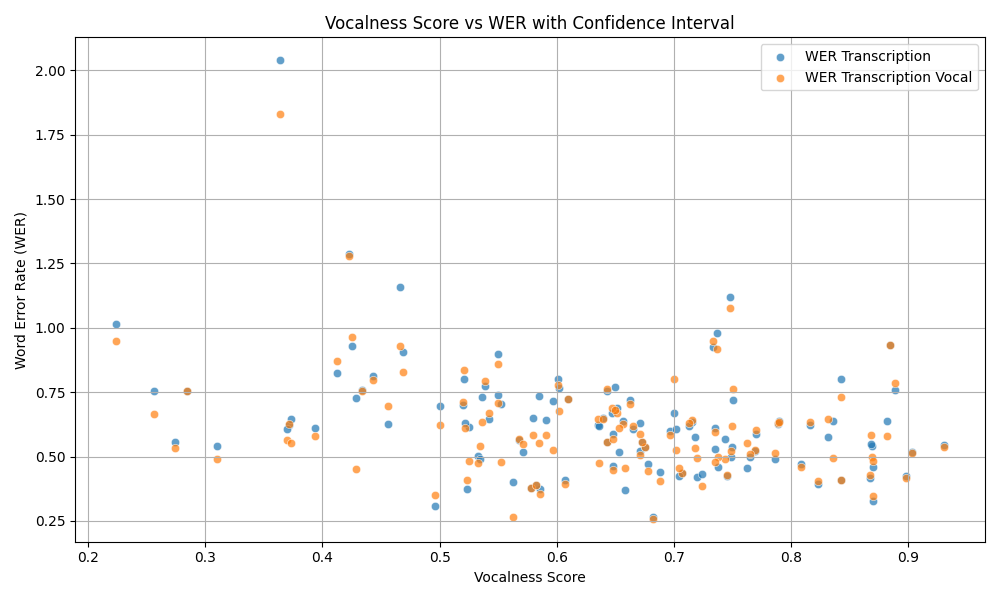 Vocalness Score vs WER with Confidence Interval
WER Transcription
WER Transcription Vocal
Word Error Rate (WER)
2.00
1.75
1.50
1.25
1.00
0.75
0.50
0.25
0.2 0.3 0.4 0.5 0.6 0.7 0.8 0.9
Vocalness Score